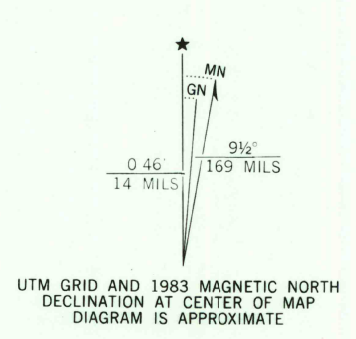 ★
MN
GN
0 46'
14 MILS
9½°
169 MILS
UTM GRID AND 1983 MAGNETIC NORTH
DECLINATION AT CENTER OF MAP
DIAGRAM IS APPROXIMATE